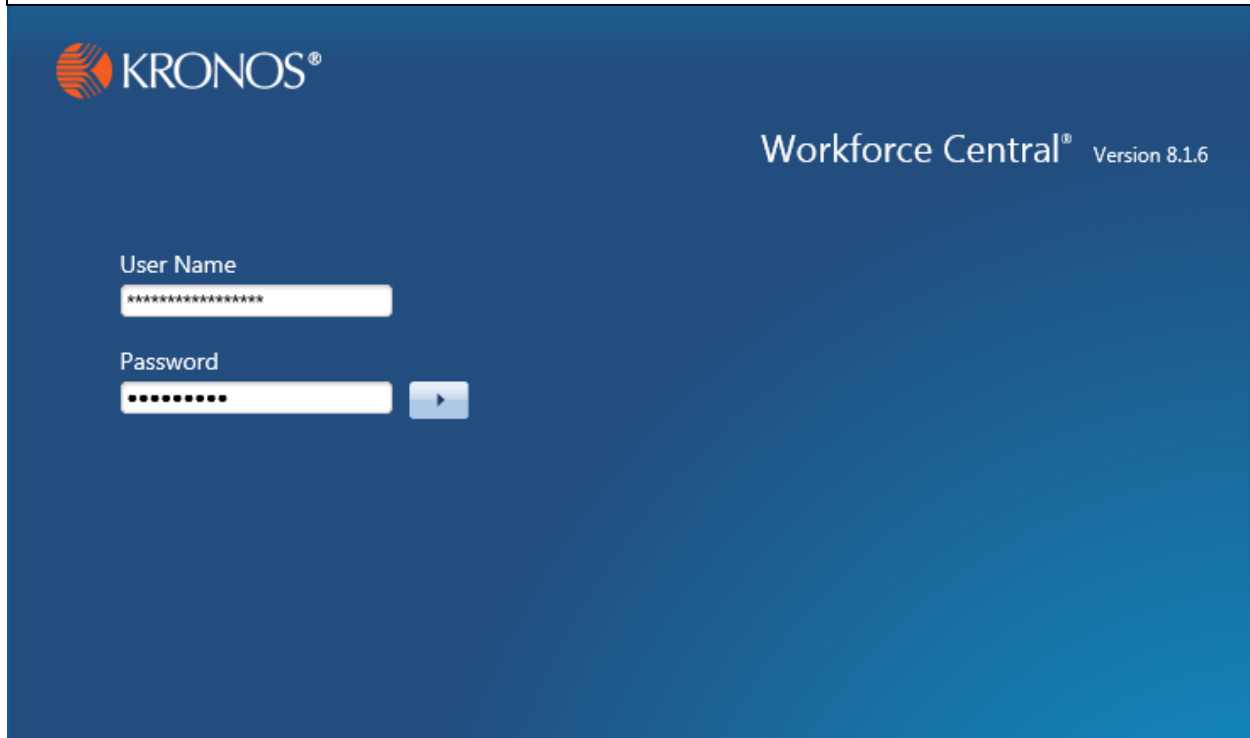 KRONOS®
Workforce Central® Version 8.1.6
User Name
*****************
Password
•••••••••